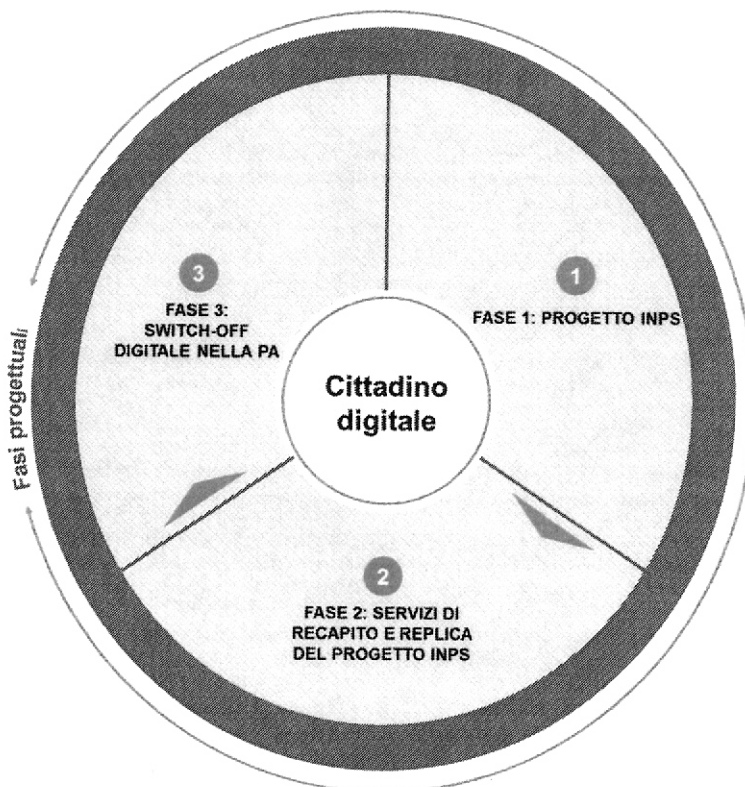 Fasi progettuali
1
FASE 1: PROGETTO INPS
2
FASE 2: SERVIZI DI
RECAPITO E REPLICA
DEL PROGETTO INPS
3
FASE 3:
SWITCH-OFF
DIGITALE NELLA PA
Cittadino
digitale